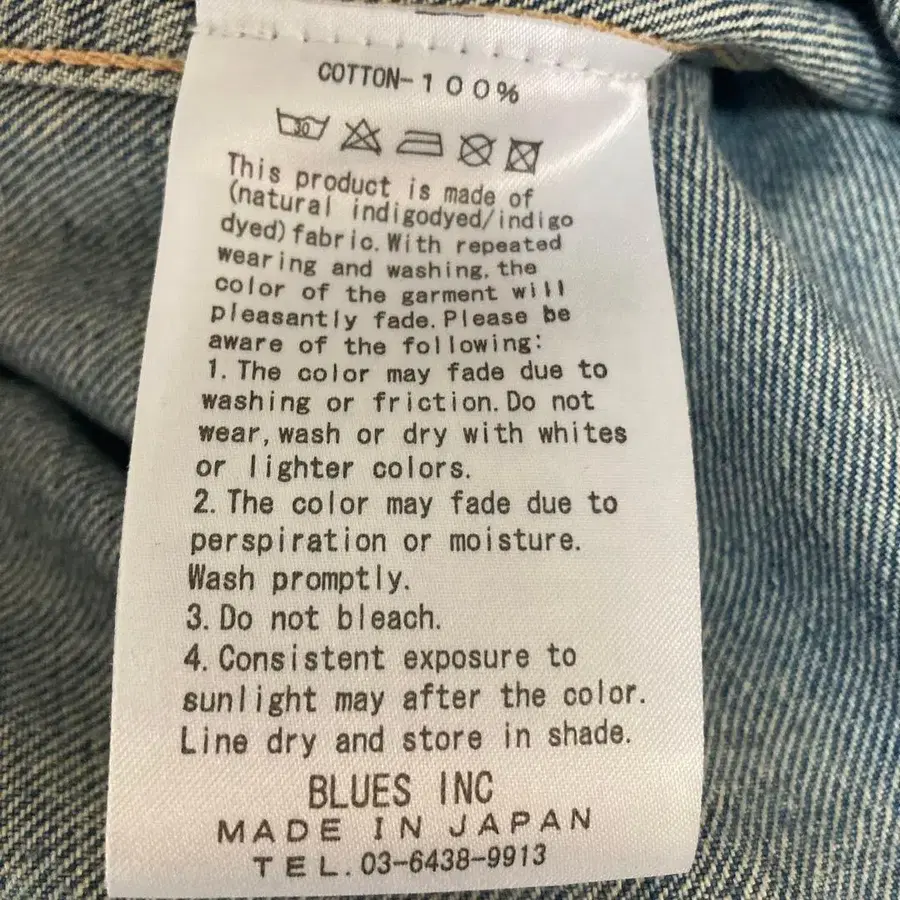 COTTON-100%
30
This product is made of
(natural indigodyed/indigo
dyed)fabric.With repeated
wearing and washing, the
color of the garment will
pleasantly fade.Please be
aware of the following:
1. The color may fade due to
washing or friction.Do not
wear,wash or dry with whites
or lighter colors.
2. The color may fade due to
perspiration or moisture.
Wash promptly.
3. Do not bleach.
4. Consistent exposure to
sunlight may after the color.
Line dry and store in shade.
BLUES INC
MADE IN JAPAN
TEL.03-6438-9913